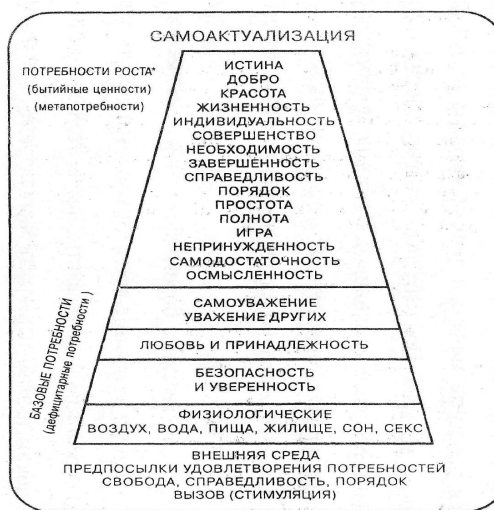 САМОАКТУАЛИЗАЦИЯ
ПОТРЕБНОСТИ РОСТА*
(бытийные ценности)
(метапотребности)
ИСТИНА
ДОБРО
КРАСОТА
ЖИЗНЕННОСТЬ
ИНДИВИДУАЛЬНОСТЬ
СОВЕРШЕНСТВО
НЕОБХОДИМОСТЬ
ЗАВЕРШЕННОСТЬ
СПРАВЕДЛИВОСТЬ
ПОРЯДОК
ПРОСТОТА
ПОЛНОТА
ИГРА
НЕПРИНУЖДЕННОСТЬ
САМОДОСТАТОЧНОСТЬ
ОСМЫСЛЕННОСТЬ
БАЗОВЫЕ ПОТРЕБНОСТИ
(дефицитарные потребности)
САМОУВАЖЕНИЕ
УВАЖЕНИЕ ДРУГИХ
ЛЮБОВЬ И ПРИНАДЛЕЖНОСТЬ
БЕЗОПАСНОСТЬ
И УВЕРЕННОСТЬ
ФИЗИОЛОГИЧЕСКИЕ
ВОЗДУХ, ВОДА, ПИЩА, ЖИЛИЩЕ, СОН, СЕКС
ВНЕШНЯЯ СРЕДА
ПРЕДПОСЫЛКИ УДОВЛЕТВОРЕНИЯ ПОТРЕБНОСТЕЙ
СВОБОДА, СПРАВЕДЛИВОСТЬ, ПОРЯДОК
ВЫЗОВ (СТИМУЛЯЦИЯ)